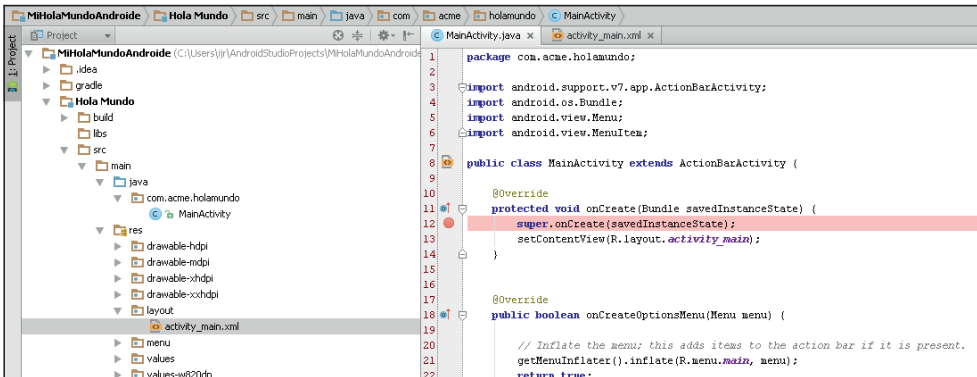 MiHolaMundoAndroide Hola Mundo src main java com acme holamundo MainActivity
1: Project
Project
MiHolaMundoAndroide (C:\Users\ijr\AndroidStudioProjects\MiHolaMundoAndroide
.idea
gradle
Hola Mundo
build
libs
src
main
java
com.acme.holamundo
MainActivity
res
drawable-hdpi
drawable-mdpi
drawable-xhdpi
drawable-xxhdpi
layout
activity_main.xml
menu
values
values-w820dp
MainActivity.java activity_main.xml
1 package com.acme.holamundo;
2
3 import android.support.v7.app.ActionBarActivity;
4 import android.os.Bundle;
5 import android.view.Menu;
6 import android.view.MenuItem;
7
8 public class MainActivity extends ActionBarActivity {
9
10 @Override
11 protected void onCreate(Bundle savedInstanceState) {
12 super.onCreate(savedInstanceState);
13 setContentView(R.layout.activity_main);
14 }
15
16
17 @Override
18 public boolean onCreateOptionsMenu(Menu menu) {
19
20 // Inflate the menu; this adds items to the action bar if it is present.
21 getMenuInflater().inflate(R.menu.main, menu);
22 return true;